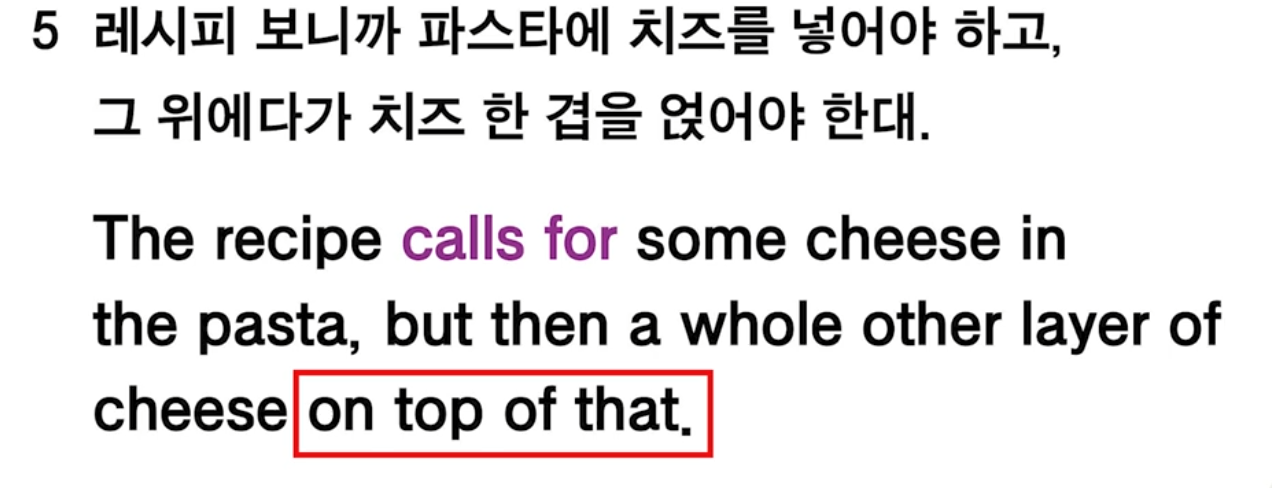 5 레시피 보니까 파스타에 치즈를 넣어야 하고,
그 위에다가 치즈 한 겹을 얹어야 한대.
The recipe calls for some cheese in
the pasta, but then a whole other layer of
cheese on top of that.